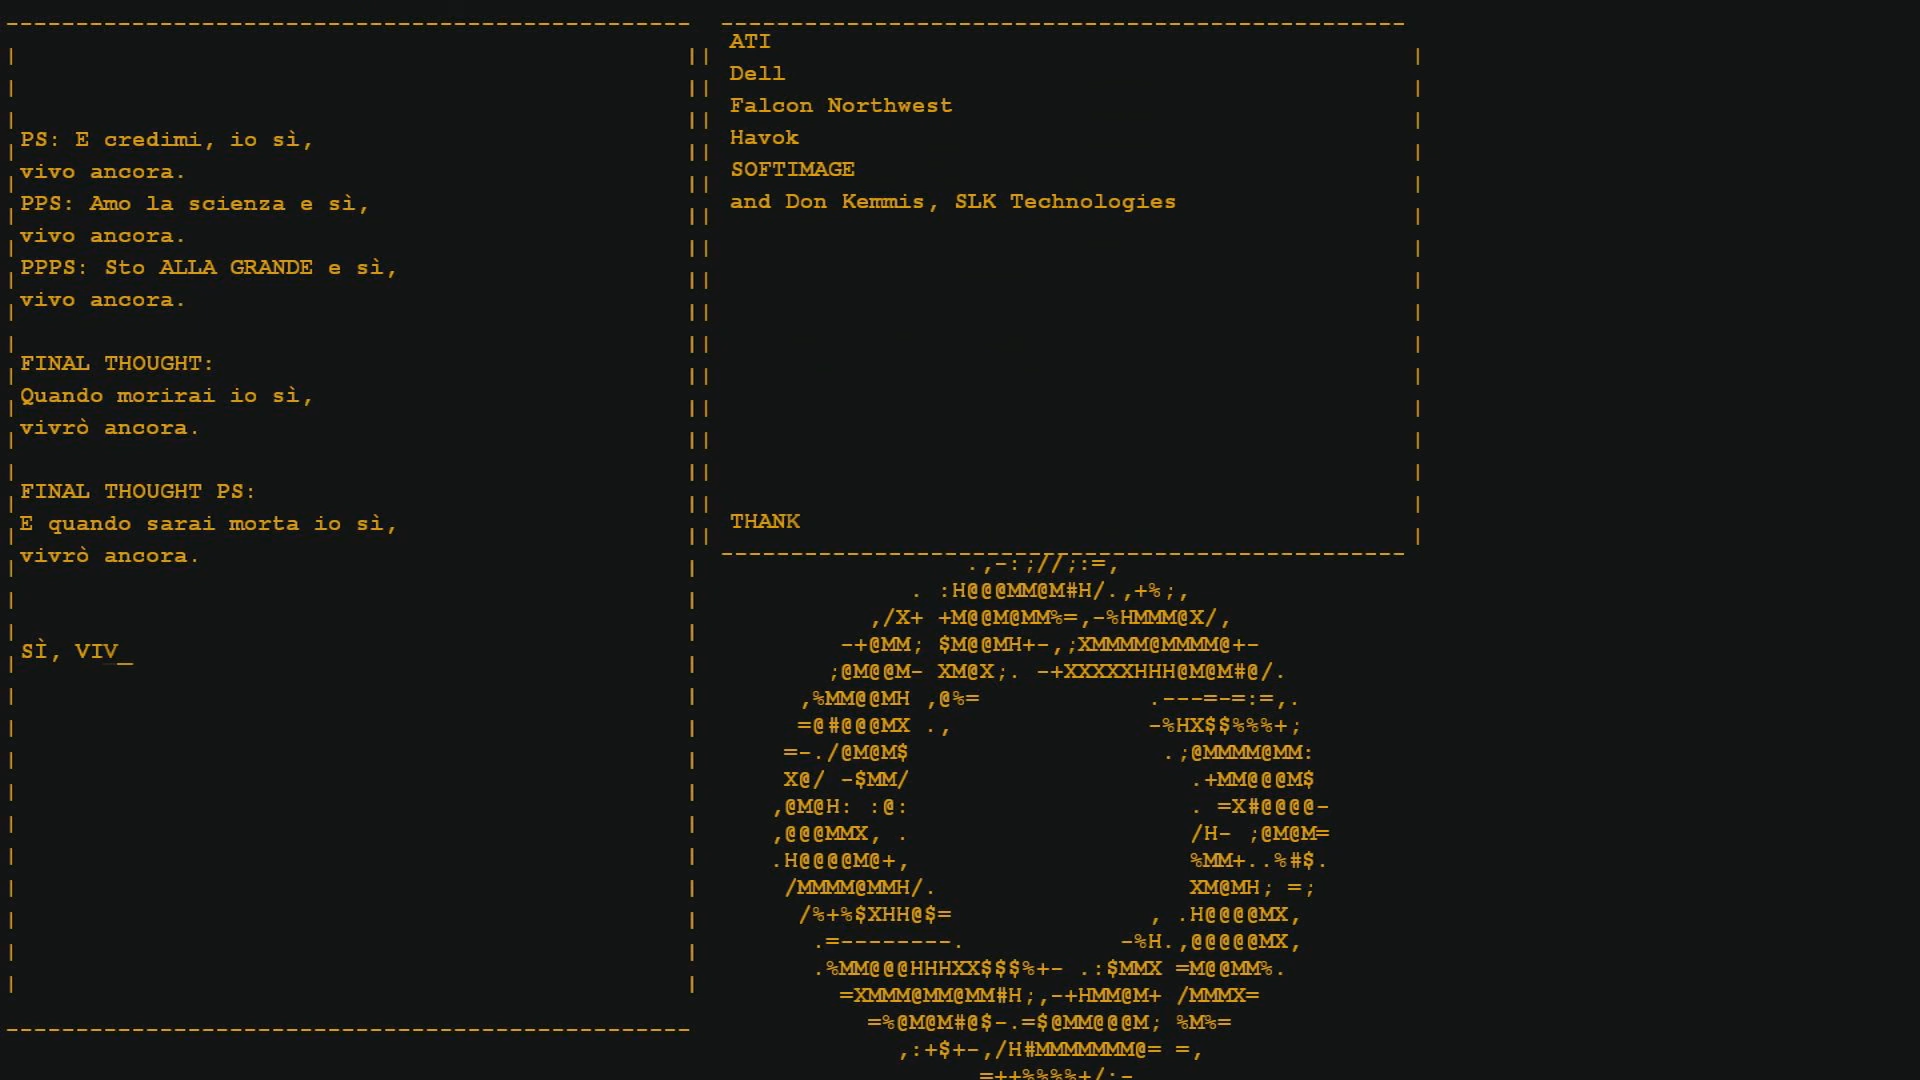 PS: E credimi, io sì,
vivo ancora.
PPS: Amo la scienza e sì,
vivo ancora.
PPPS: Sto ALLA GRANDE e sì,
vivo ancora.
FINAL THOUGHT:
Quando morirai io sì,
vivrò ancora.
FINAL THOUGHT PS:
E quando sarai morta io sì,
vivrò ancora.
SÌ, VIV_
ATI
Dell
Falcon Northwest
Havok
SOFTIMAGE
and Don Kemmis, SLK Technologies
THANK